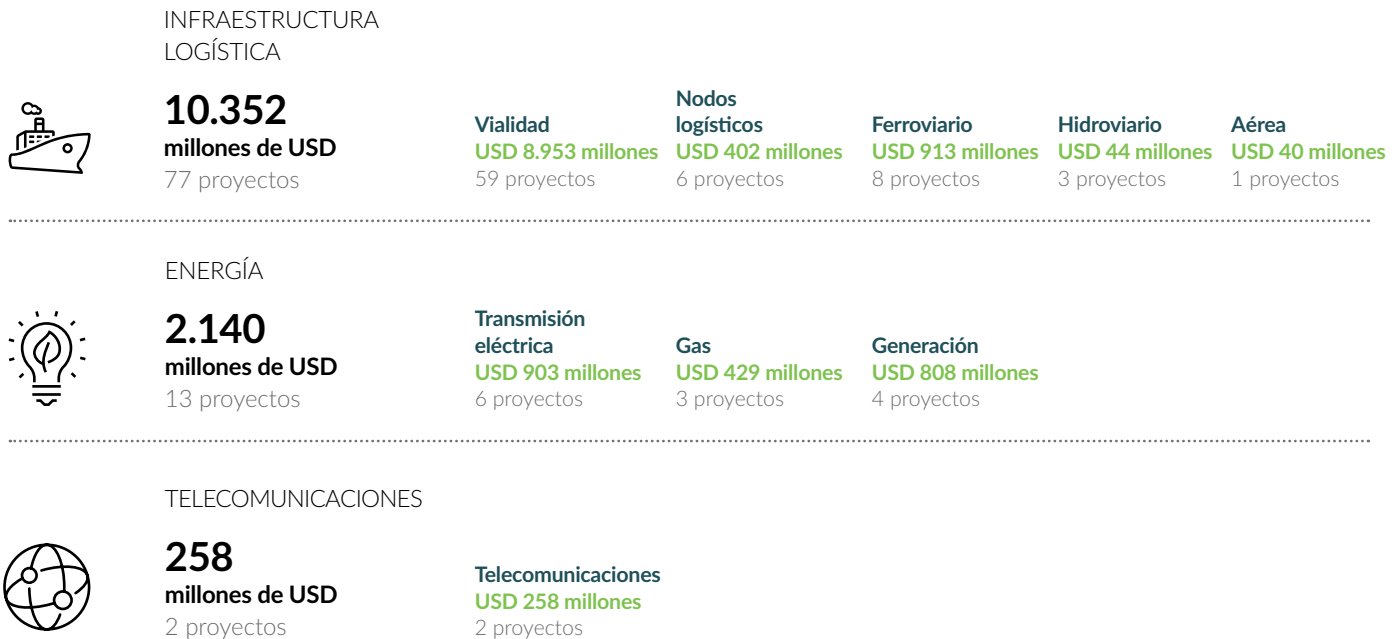 INFRAESTRUCTURA
LOGÍSTICA
10.352
millones de USD
77 proyectos
Vialidad
USD 8.953 millones
59 proyectos
Nodos
logísticos
USD 402 millones
6 proyectos
Ferroviario
USD 913 millones
8 proyectos
Hidroviario
USD 44 millones
3 proyectos
Aérea
USD 40 millones
1 proyectos
ENERGÍA
2.140
millones de USD
13 proyectos
Transmisión
eléctrica
USD 903 millones
6 proyectos
Gas
USD 429 millones
3 proyectos
Generación
USD 808 millones
4 proyectos
TELECOMUNICACIONES
258
millones de USD
2 proyectos
Telecomunicaciones
USD 258 millones
2 proyectos